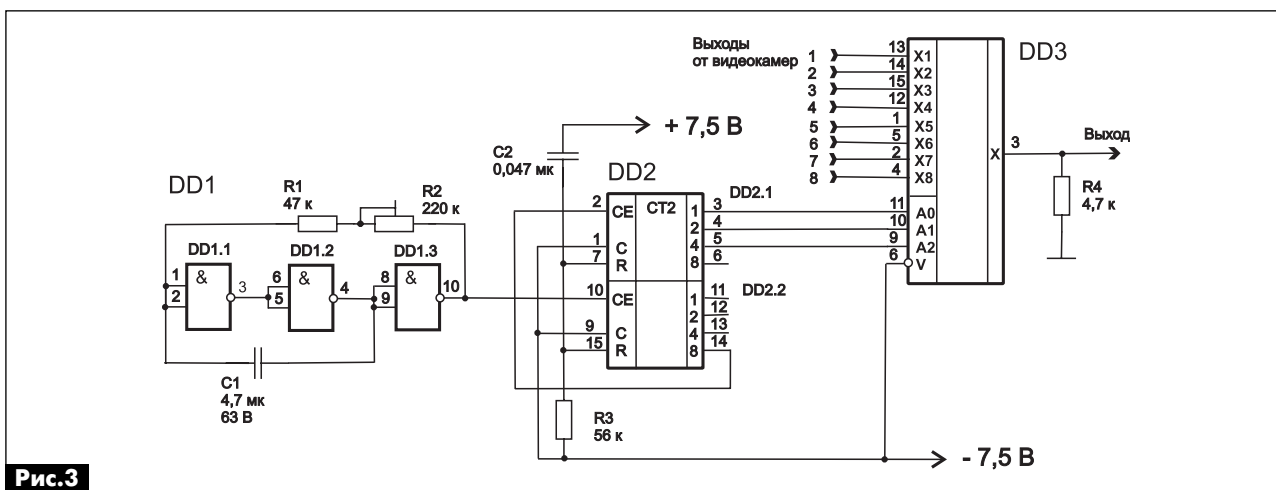 Выходы
от видеокамер
1
2
3
4
5
6
7
8
13 X1
14 X2
15 X3
12 X4
1 X5
5 X6
2 X7
4 X8
11 A0
10 A1
9 A2
6 V
DD3
X 3
Выход
R4
4,7 к
+ 7,5 В
C2
0,047 мк
DD2
DD2.1
2 CE
CT2
1 3
2 4
4 5
8 6
1 C
7 R
10 CE
DD2.2
1 11
2 12
4 13
8 14
9 C
15 R
DD1
R1
47 к
R2
220 к
DD1.1
DD1.2
DD1.3
1
2
&
3
6
5
&
4
8
9
&
10
C1
4,7 мк
63 В
R3
56 к
- 7,5 В
Рис.3